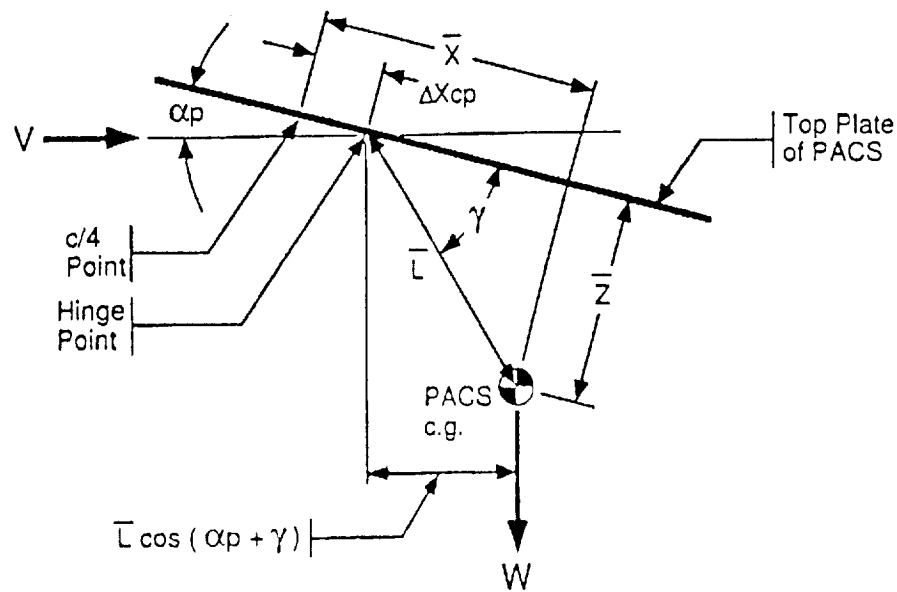 X̅
ΔXcp
αp
V
Top Plate
of PACS
γ
c/4
Point
L̅
Z̅
Hinge
Point
PACS
c.g.
L̅ cos ( αp + γ )
W